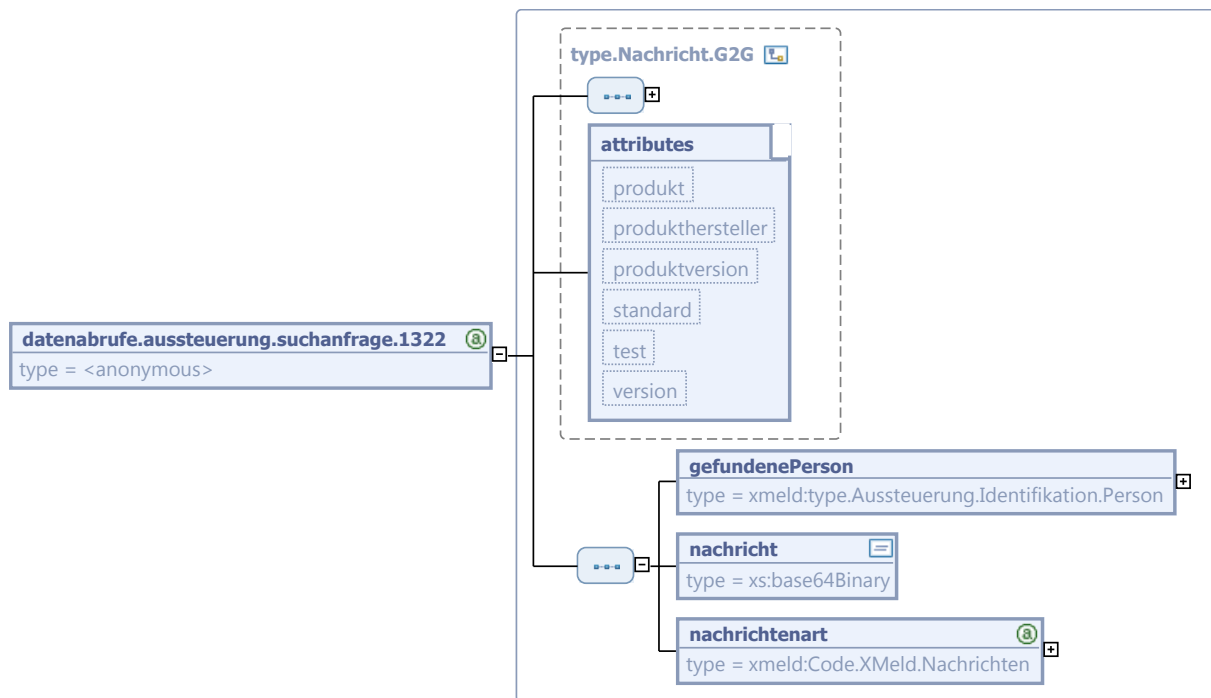 type.Nachricht.G2G
attributes
produkt
produkthersteller
produktversion
standard
test
version
datenabrufe.aussteuerung.suchanfrage.1322
type = <anonymous>
gefundenePerson
type = xmeld:type.Aussteuerung.Identifikation.Person
nachricht
type = xs:base64Binary
nachrichtenart
type = xmeld:Code.XMeld.Nachrichten